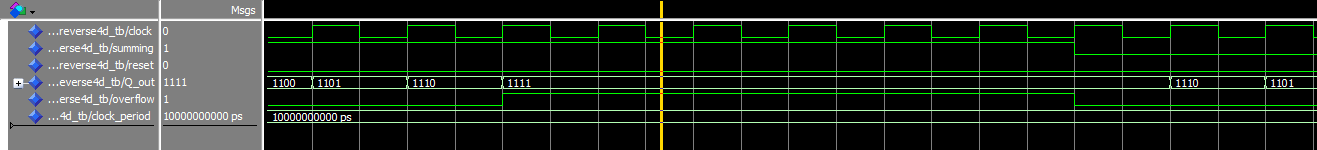 Msgs
...reverse4d_tb/clock 0
...erse4d_tb/summing 1
...reverse4d_tb/reset 0
...everse4d_tb/Q_out 1111 1100 1101 1110 1111 1110 1101
...erse4d_tb/overflow 1
...4d_tb/clock_period 10000000000 ps 10000000000 ps